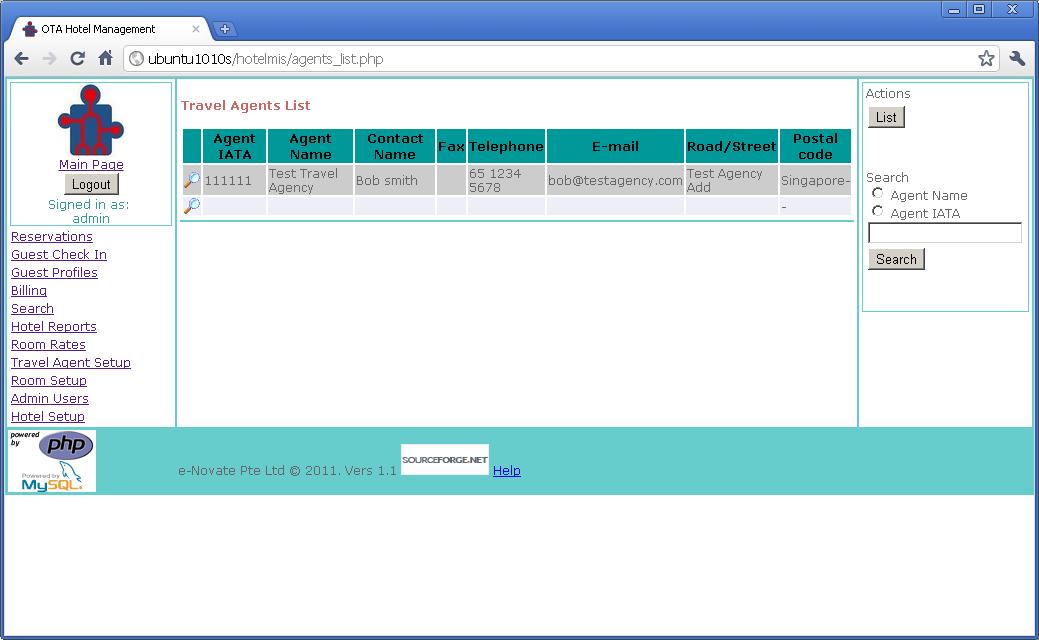 OTA Hotel Management
ubuntu1010s/hotelmis/agents_list.php
Main Page
Logout
Signed in as:
admin
Reservations
Guest Check In
Guest Profiles
Billing
Search
Hotel Reports
Room Rates
Travel Agent Setup
Room Setup
Admin Users
Hotel Setup
Travel Agents List
Agent IATA Agent Name Contact Name Fax Telephone E-mail Road/Street Postal code
111111 Test Travel Agency Bob smith 65 1234 5678 bob@testagency.com Test Agency Add Singapore-
-
Actions
List
Search
Agent Name
Agent IATA
Search
powered by php
Powered by MySQL.
e-Novate Pte Ltd © 2011. Vers 1.1 SOURCEFORGE.NET Help